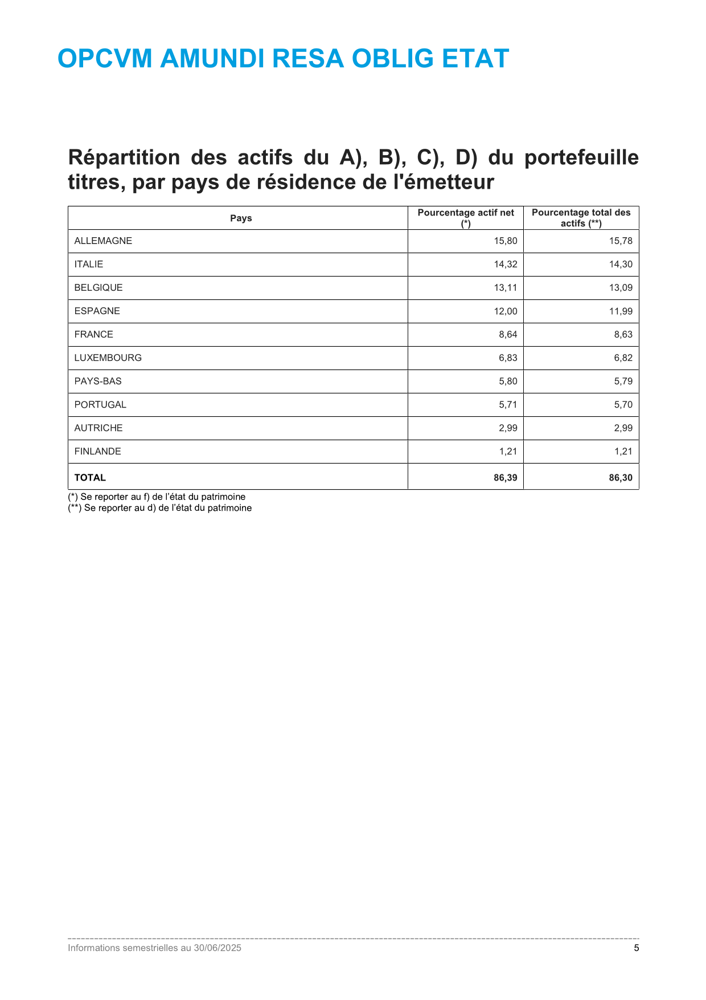 OPCVM AMUNDI RESA OBLIG ETAT
Répartition des actifs du A), B), C), D) du portefeuille
titres, par pays de résidence de l'émetteur
Pays Pourcentage actif net (*) Pourcentage total des actifs (**)
ALLEMAGNE 15,80 15,78
ITALIE 14,32 14,30
BELGIQUE 13,11 13,09
ESPAGNE 12,00 11,99
FRANCE 8,64 8,63
LUXEMBOURG 6,83 6,82
PAYS-BAS 5,80 5,79
PORTUGAL 5,71 5,70
AUTRICHE 2,99 2,99
FINLANDE 1,21 1,21
TOTAL 86,39 86,30
(*) Se reporter au f) de l’état du patrimoine
(**) Se reporter au d) de l’état du patrimoine
Informations semestrielles au 30/06/2025 5